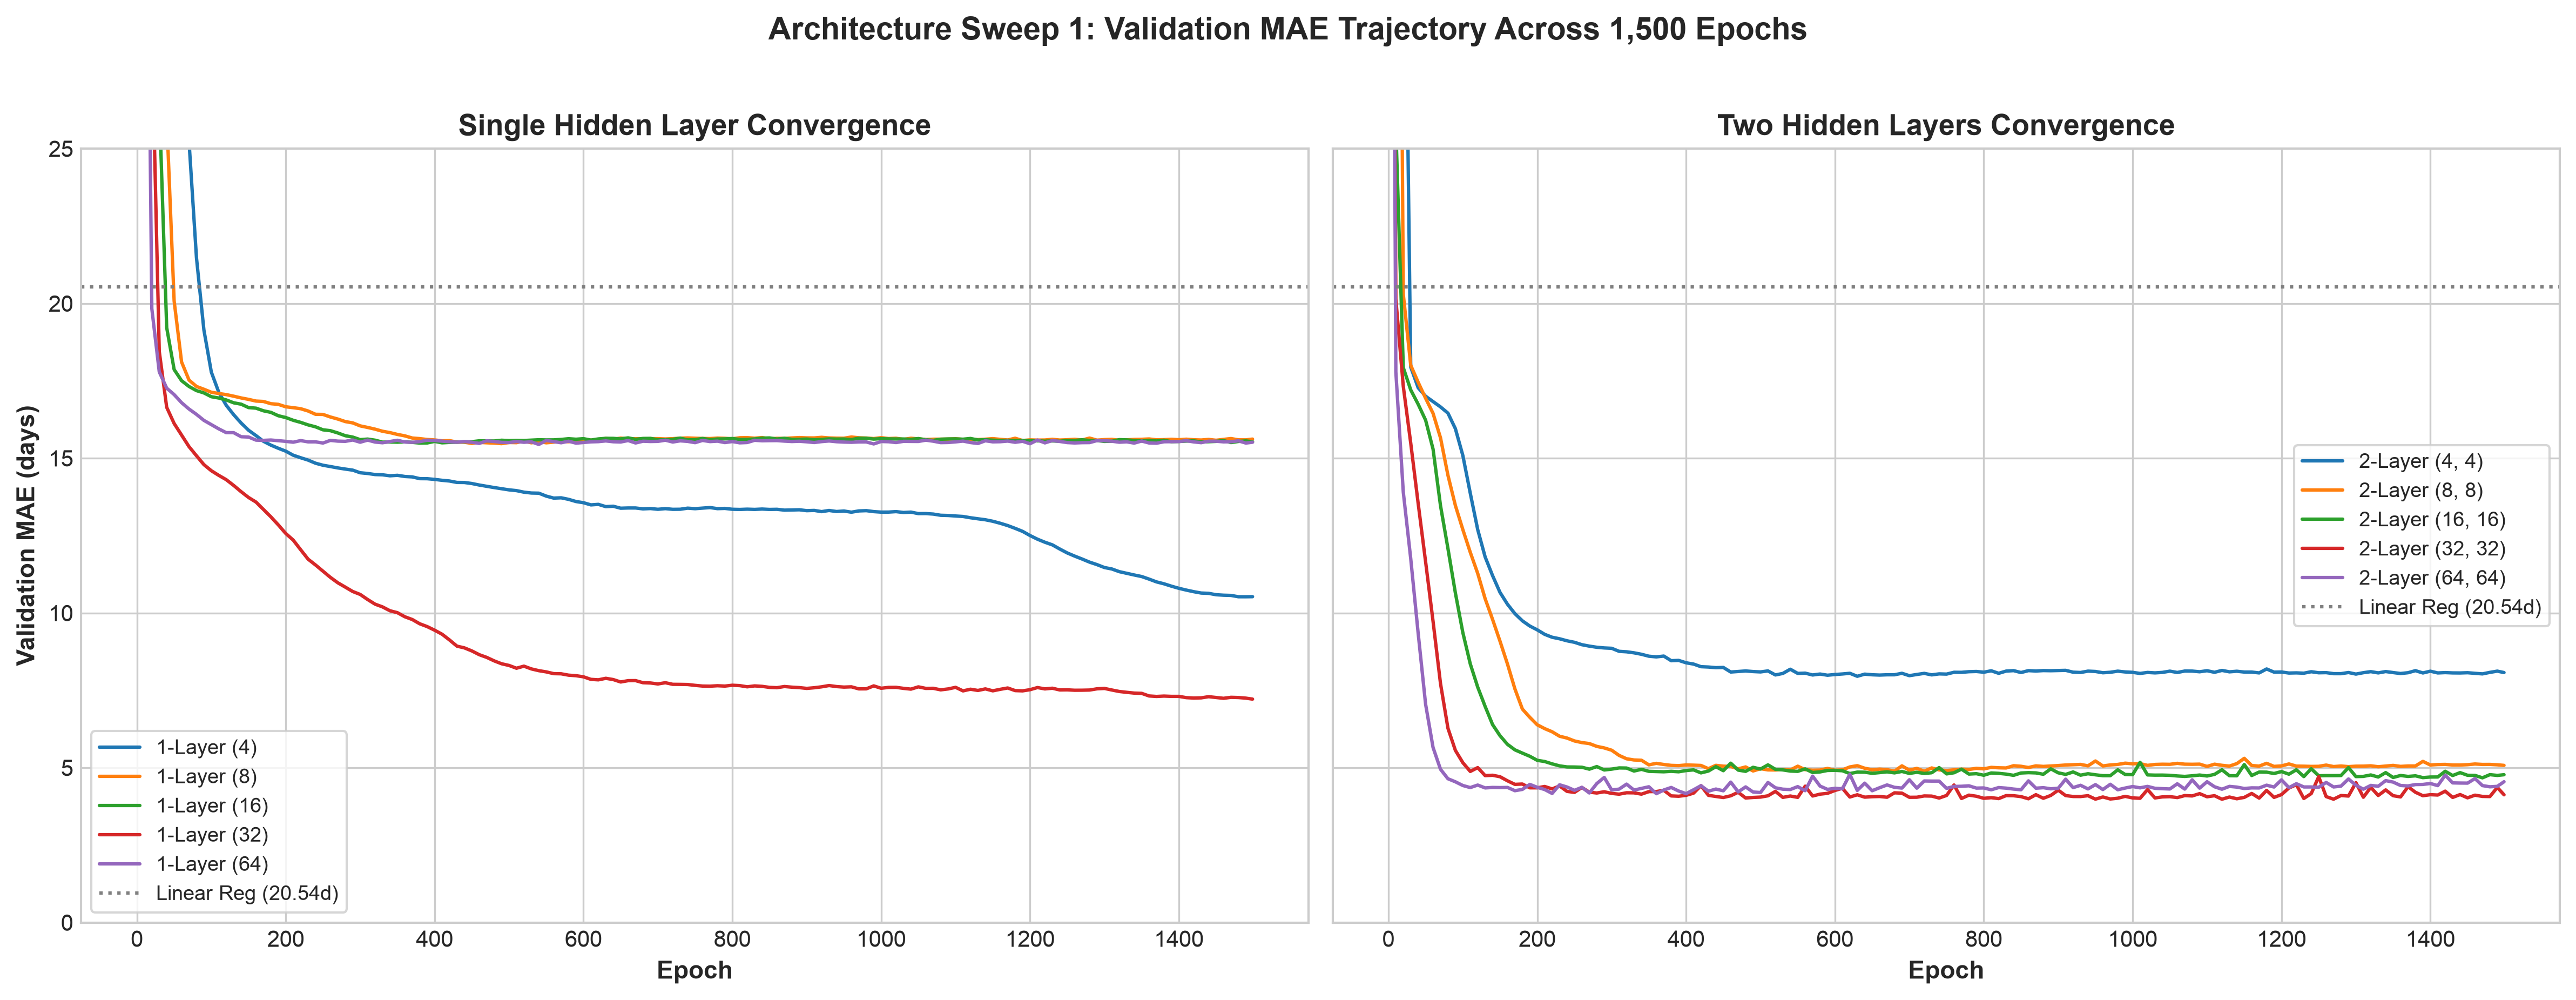 Architecture Sweep 1: Validation MAE Trajectory Across 1,500 Epochs
Single Hidden Layer Convergence
Validation MAE (days)
25
20
15
10
5
0
1-Layer (4)
1-Layer (8)
1-Layer (16)
1-Layer (32)
1-Layer (64)
Linear Reg (20.54d)
0 200 400 600 800 1000 1200 1400
Epoch
Two Hidden Layers Convergence
2-Layer (4, 4)
2-Layer (8, 8)
2-Layer (16, 16)
2-Layer (32, 32)
2-Layer (64, 64)
Linear Reg (20.54d)
0 200 400 600 800 1000 1200 1400
Epoch